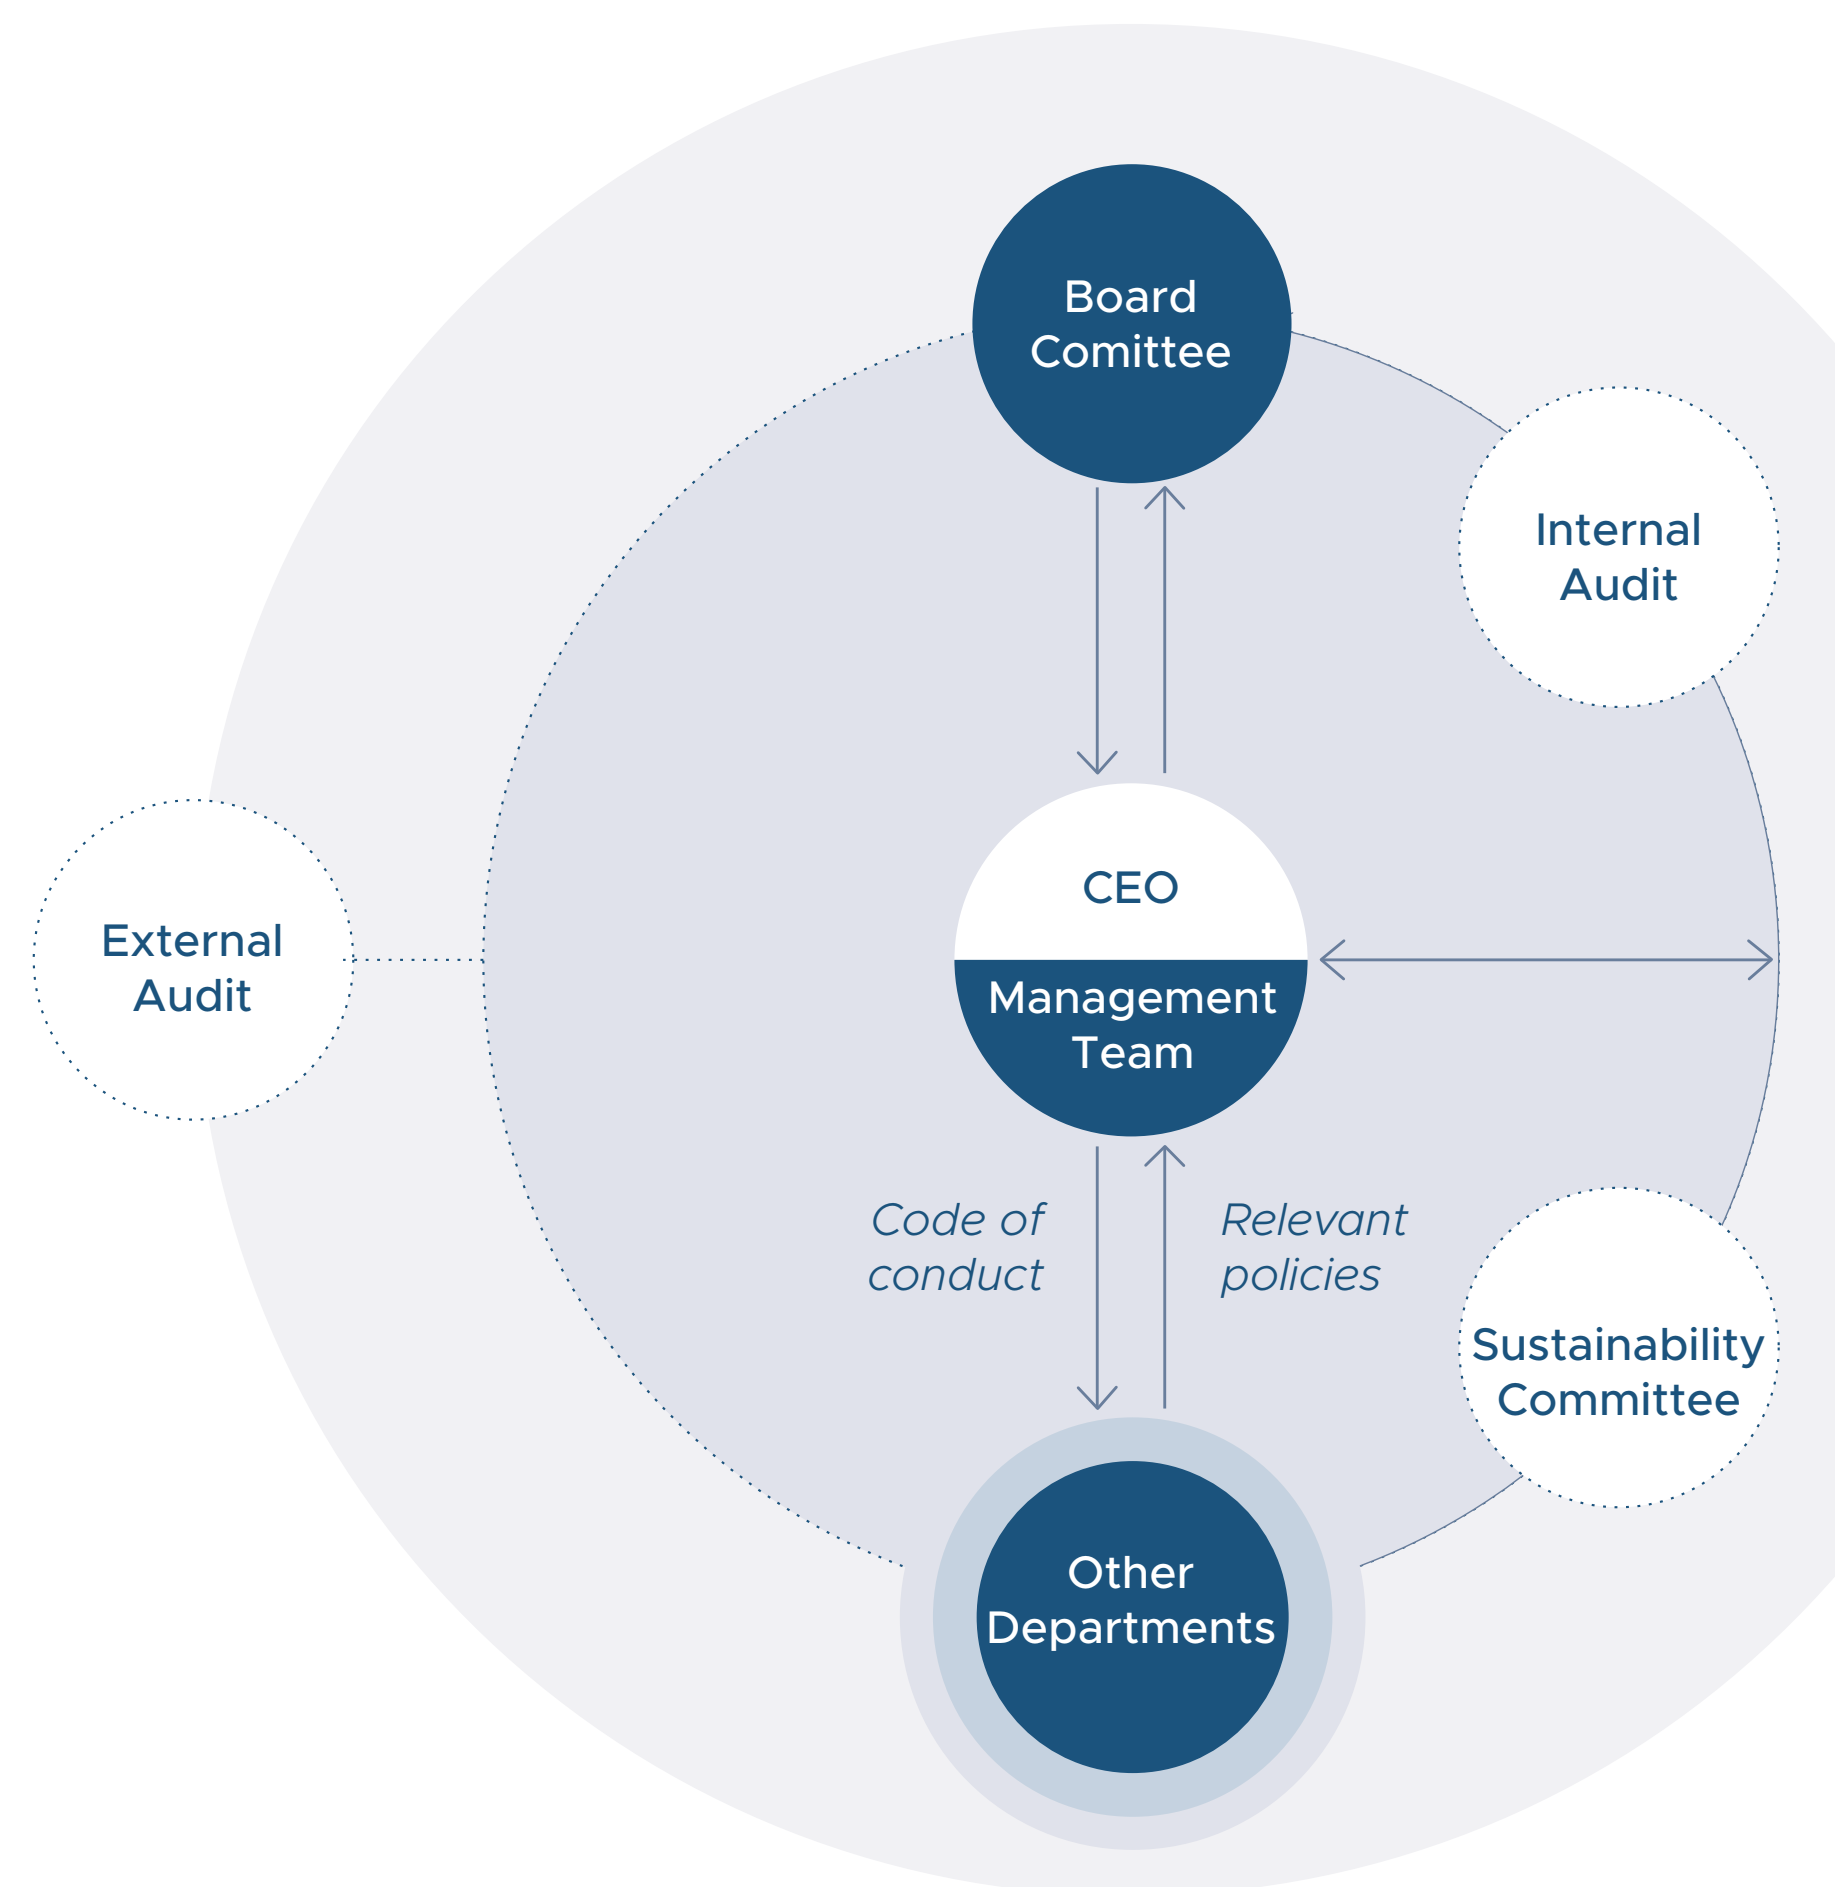 Board
Comittee
Internal
Audit
CEO
External
Audit
Management
Team
Code of
conduct
Relevant
policies
Sustainability
Committee
Other
Departments